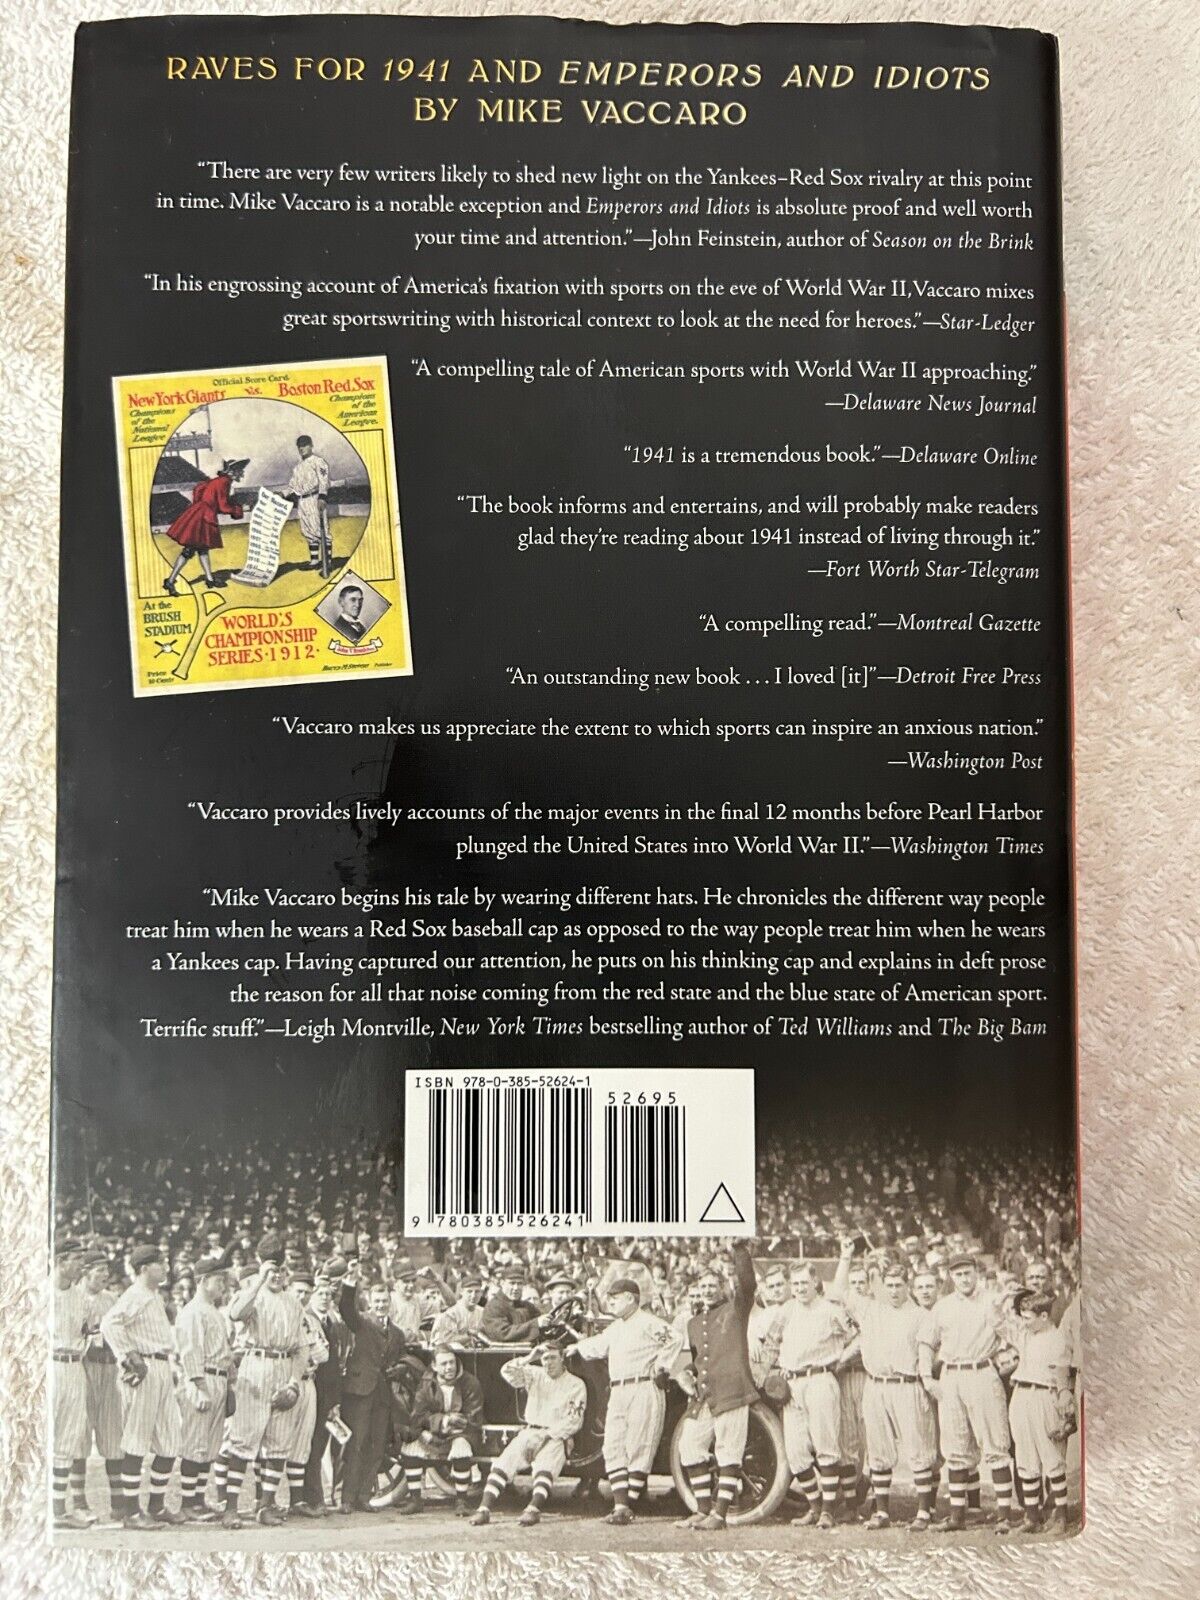 RAVES FOR 1941 AND EMPERORS AND IDIOTS
BY MIKE VACCARO
“There are very few writers likely to shed new light on the Yankees–Red Sox rivalry at this point
in time. Mike Vaccaro is a notable exception and Emperors and Idiots is absolute proof and well worth
your time and attention.”—John Feinstein, author of Season on the Brink
“In his engrossing account of America’s fixation with sports on the eve of World War II, Vaccaro mixes
great sportswriting with historical context to look at the need for heroes.”—Star-Ledger
“A compelling tale of American sports with World War II approaching.”
—Delaware News Journal
“1941 is a tremendous book.”—Delaware Online
“The book informs and entertains, and will probably make readers
glad they’re reading about 1941 instead of living through it.”
—Fort Worth Star-Telegram
“A compelling read.”—Montreal Gazette
“An outstanding new book . . . I loved [it]”—Detroit Free Press
Official Score Card
New York Giants vs. Boston Red Sox
Champions of the National League
Champions of the American League.
At the
BRUSH
STADIUM
Price
10 Cents
WORLD'S
CHAMPIONSHIP
SERIES·1912·
Harry M. Stevens Publisher
“Vaccaro makes us appreciate the extent to which sports can inspire an anxious nation.”
—Washington Post
“Vaccaro provides lively accounts of the major events in the final 12 months before Pearl Harbor
plunged the United States into World War II.”—Washington Times
“Mike Vaccaro begins his tale by wearing different hats. He chronicles the different way people
treat him when he wears a Red Sox baseball cap as opposed to the way people treat him when he wears
a Yankees cap. Having captured our attention, he puts on his thinking cap and explains in deft prose
the reason for all that noise coming from the red state and the blue state of American sport.
Terrific stuff.”—Leigh Montville, New York Times bestselling author of Ted Williams and The Big Bam
ISBN 978-0-385-52624-1
52695
9 780385 526241